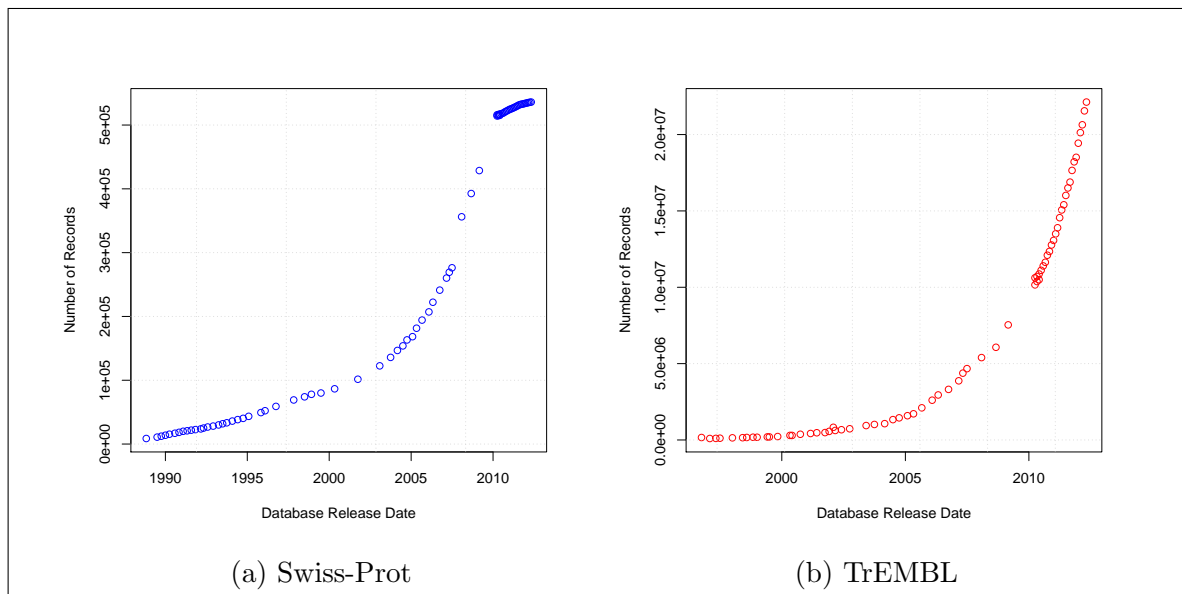 5e+05
4e+05
3e+05
2e+05
1e+05
0e+00
Number of Records
1990 1995 2000 2005 2010
Database Release Date
(a) Swiss-Prot
2.0e+07
1.5e+07
1.0e+07
5.0e+06
0.0e+00
Number of Records
2000 2005 2010
Database Release Date
(b) TrEMBL